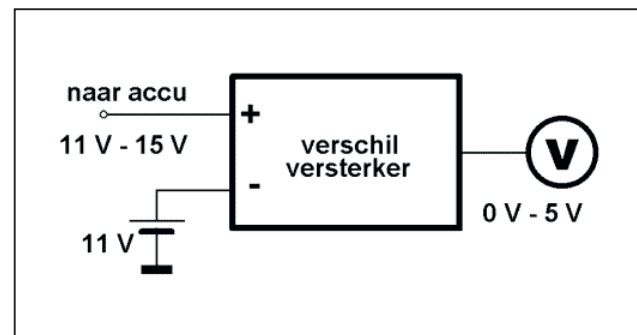 naar accu
11 V - 15 V
+
-
verschil
versterker
11 V
V
0 V - 5 V